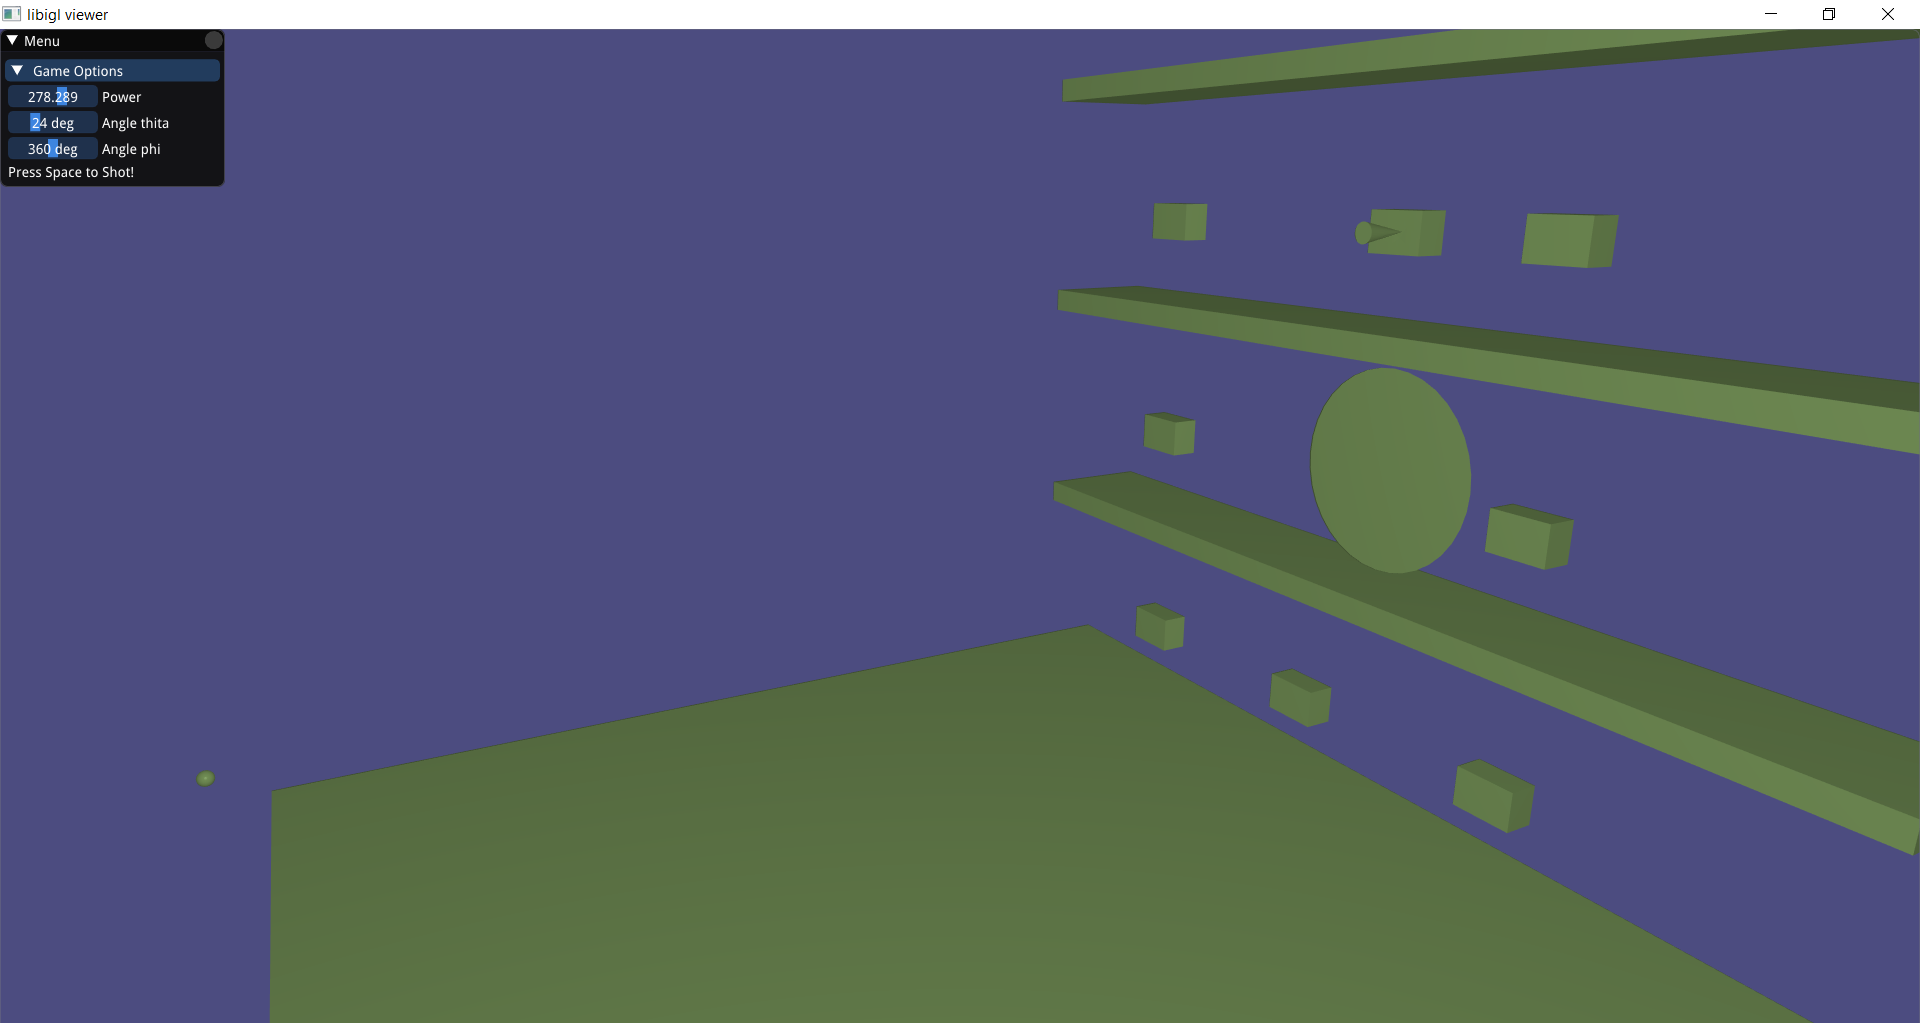 libigl viewer
Menu
Game Options
278.289 Power
24 deg Angle thita
360 deg Angle phi
Press Space to Shot!